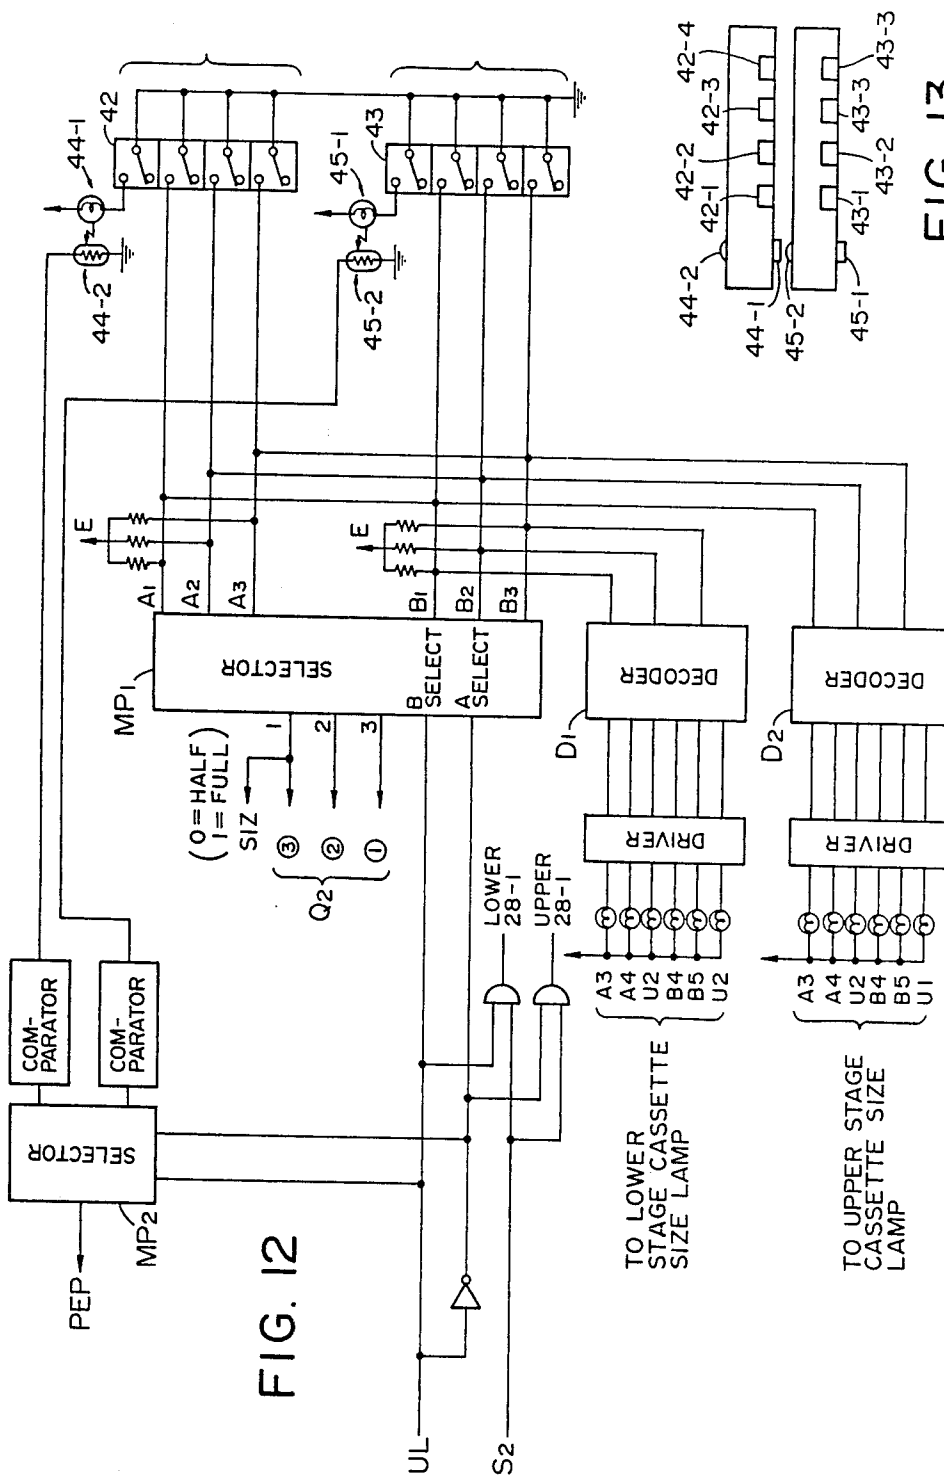 FIG. 12
FIG. 13
PEP
MP2
SELECTOR
COM-
PARATOR
COM-
PARATOR
UL
S2
MP1
SELECTOR
(0=HALF
1=FULL)
SIZ
1
2
3
③
②
①
Q2
B
SELECT
A
SELECT
A1
A2
A3
B1
B2
B3
E
E
LOWER
28-1
UPPER
28-1
44-1
44-2
42
45-1
45-2
43
D1
DECODER
DRIVER
A3
A4
U2
B4
B5
U2
TO LOWER
STAGE CASSETTE
SIZE LAMP
D2
DECODER
DRIVER
A3
A4
U2
B4
B5
U1
TO UPPER STAGE
CASSETTE SIZE
LAMP
44-2
42-1
42-2
42-3
42-4
44-1
45-2
45-1
43-1
43-2
43-3
43-3